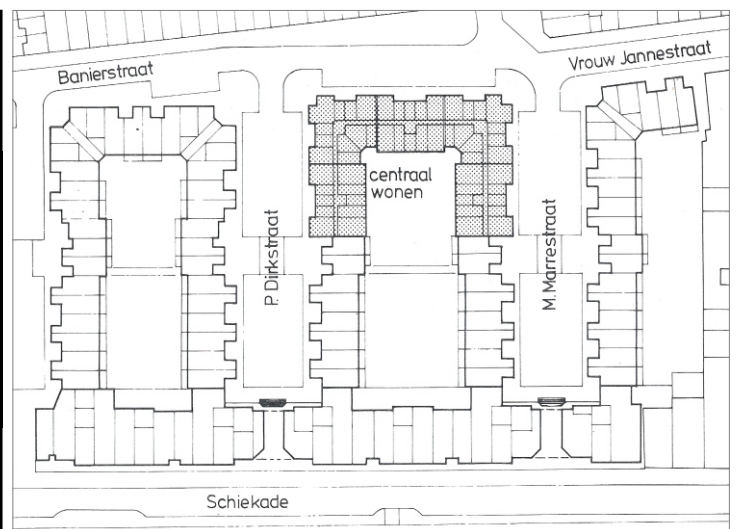 Banierstraat
Vrouw Jannestraat
centraal
wonen
P. Dirkstraat
M. Marrestraat
Schiekade